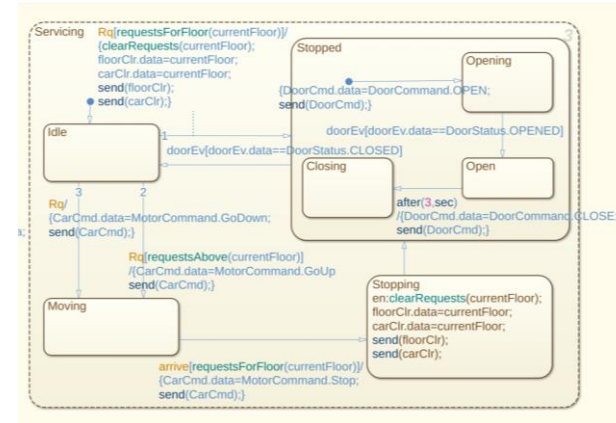 Servicing
Rq[requestsForFloor(currentFloor)]/
{clearRequests(currentFloor);
floorClr.data=currentFloor;
carClr.data=currentFloor;
send(floorClr);
send(carClr);}
3
Stopped
Opening
{DoorCmd.data=DoorCommand.OPEN;
send(DoorCmd);}
Idle
1
doorEv[doorEv.data==DoorStatus.OPENED]
doorEv[doorEv.data==DoorStatus.CLOSED]
Closing
Open
3
2
after(3,sec)
/{DoorCmd.data=DoorCommand.CLOSE;
send(DoorCmd);}
Rq/
{CarCmd.data=MotorCommand.GoDown;
send(CarCmd);}
Rq[requestsAbove(currentFloor)]
/{CarCmd.data=MotorCommand.GoUp
send(CarCmd);}
Moving
Stopping
en:clearRequests(currentFloor);
floorClr.data=currentFloor;
carClr.data=currentFloor;
send(floorClr);
send(carClr);
arrive[requestsForFloor(currentFloor)]/
{CarCmd.data=MotorCommand.Stop;
send(CarCmd);}